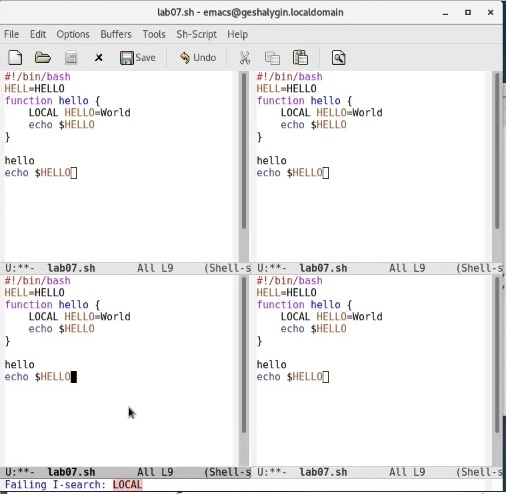 lab07.sh - emacs@geshalygin.localdomain
File Edit Options Buffers Tools Sh-Script Help
Save Undo
#!/bin/bash
HELL=HELLO
function hello {
    LOCAL HELLO=World
    echo $HELLO
}
hello
echo $HELLO
U:**- lab07.sh All L9 (Shell-s
#!/bin/bash
HELL=HELLO
function hello {
    LOCAL HELLO=World
    echo $HELLO
}
hello
echo $HELLO
U:**- lab07.sh All L9 (Shell-s
#!/bin/bash
HELL=HELLO
function hello {
    LOCAL HELLO=World
    echo $HELLO
}
hello
echo $HELLO
U:**- lab07.sh All L9 (Shell-s
#!/bin/bash
HELL=HELLO
function hello {
    LOCAL HELLO=World
    echo $HELLO
}
hello
echo $HELLO
U:**- lab07.sh All L9 (Shell-s
Failing I-search: LOCAL